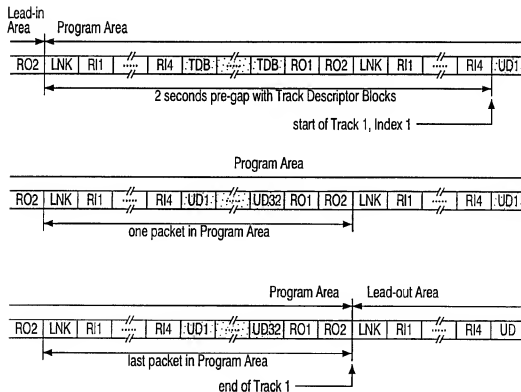 Lead-in Area Program Area
RO2 LNK RI1 ..... RI4 TDB ..... TDB RO1 RO2 LNK RI1 ..... RI4 UD1
2 seconds pre-gap with Track Descriptor Blocks
start of Track 1, Index 1
Program Area
RO2 LNK RI1 ..... RI4 UD1 ..... UD32 RO1 RO2 LNK RI1 ..... RI4 UD1
one packet in Program Area
Program Area Lead-out Area
RO2 LNK RI1 ..... RI4 UD1 ..... UD32 RO1 RO2 LNK RI1 ..... RI4 UD
last packet in Program Area
end of Track 1